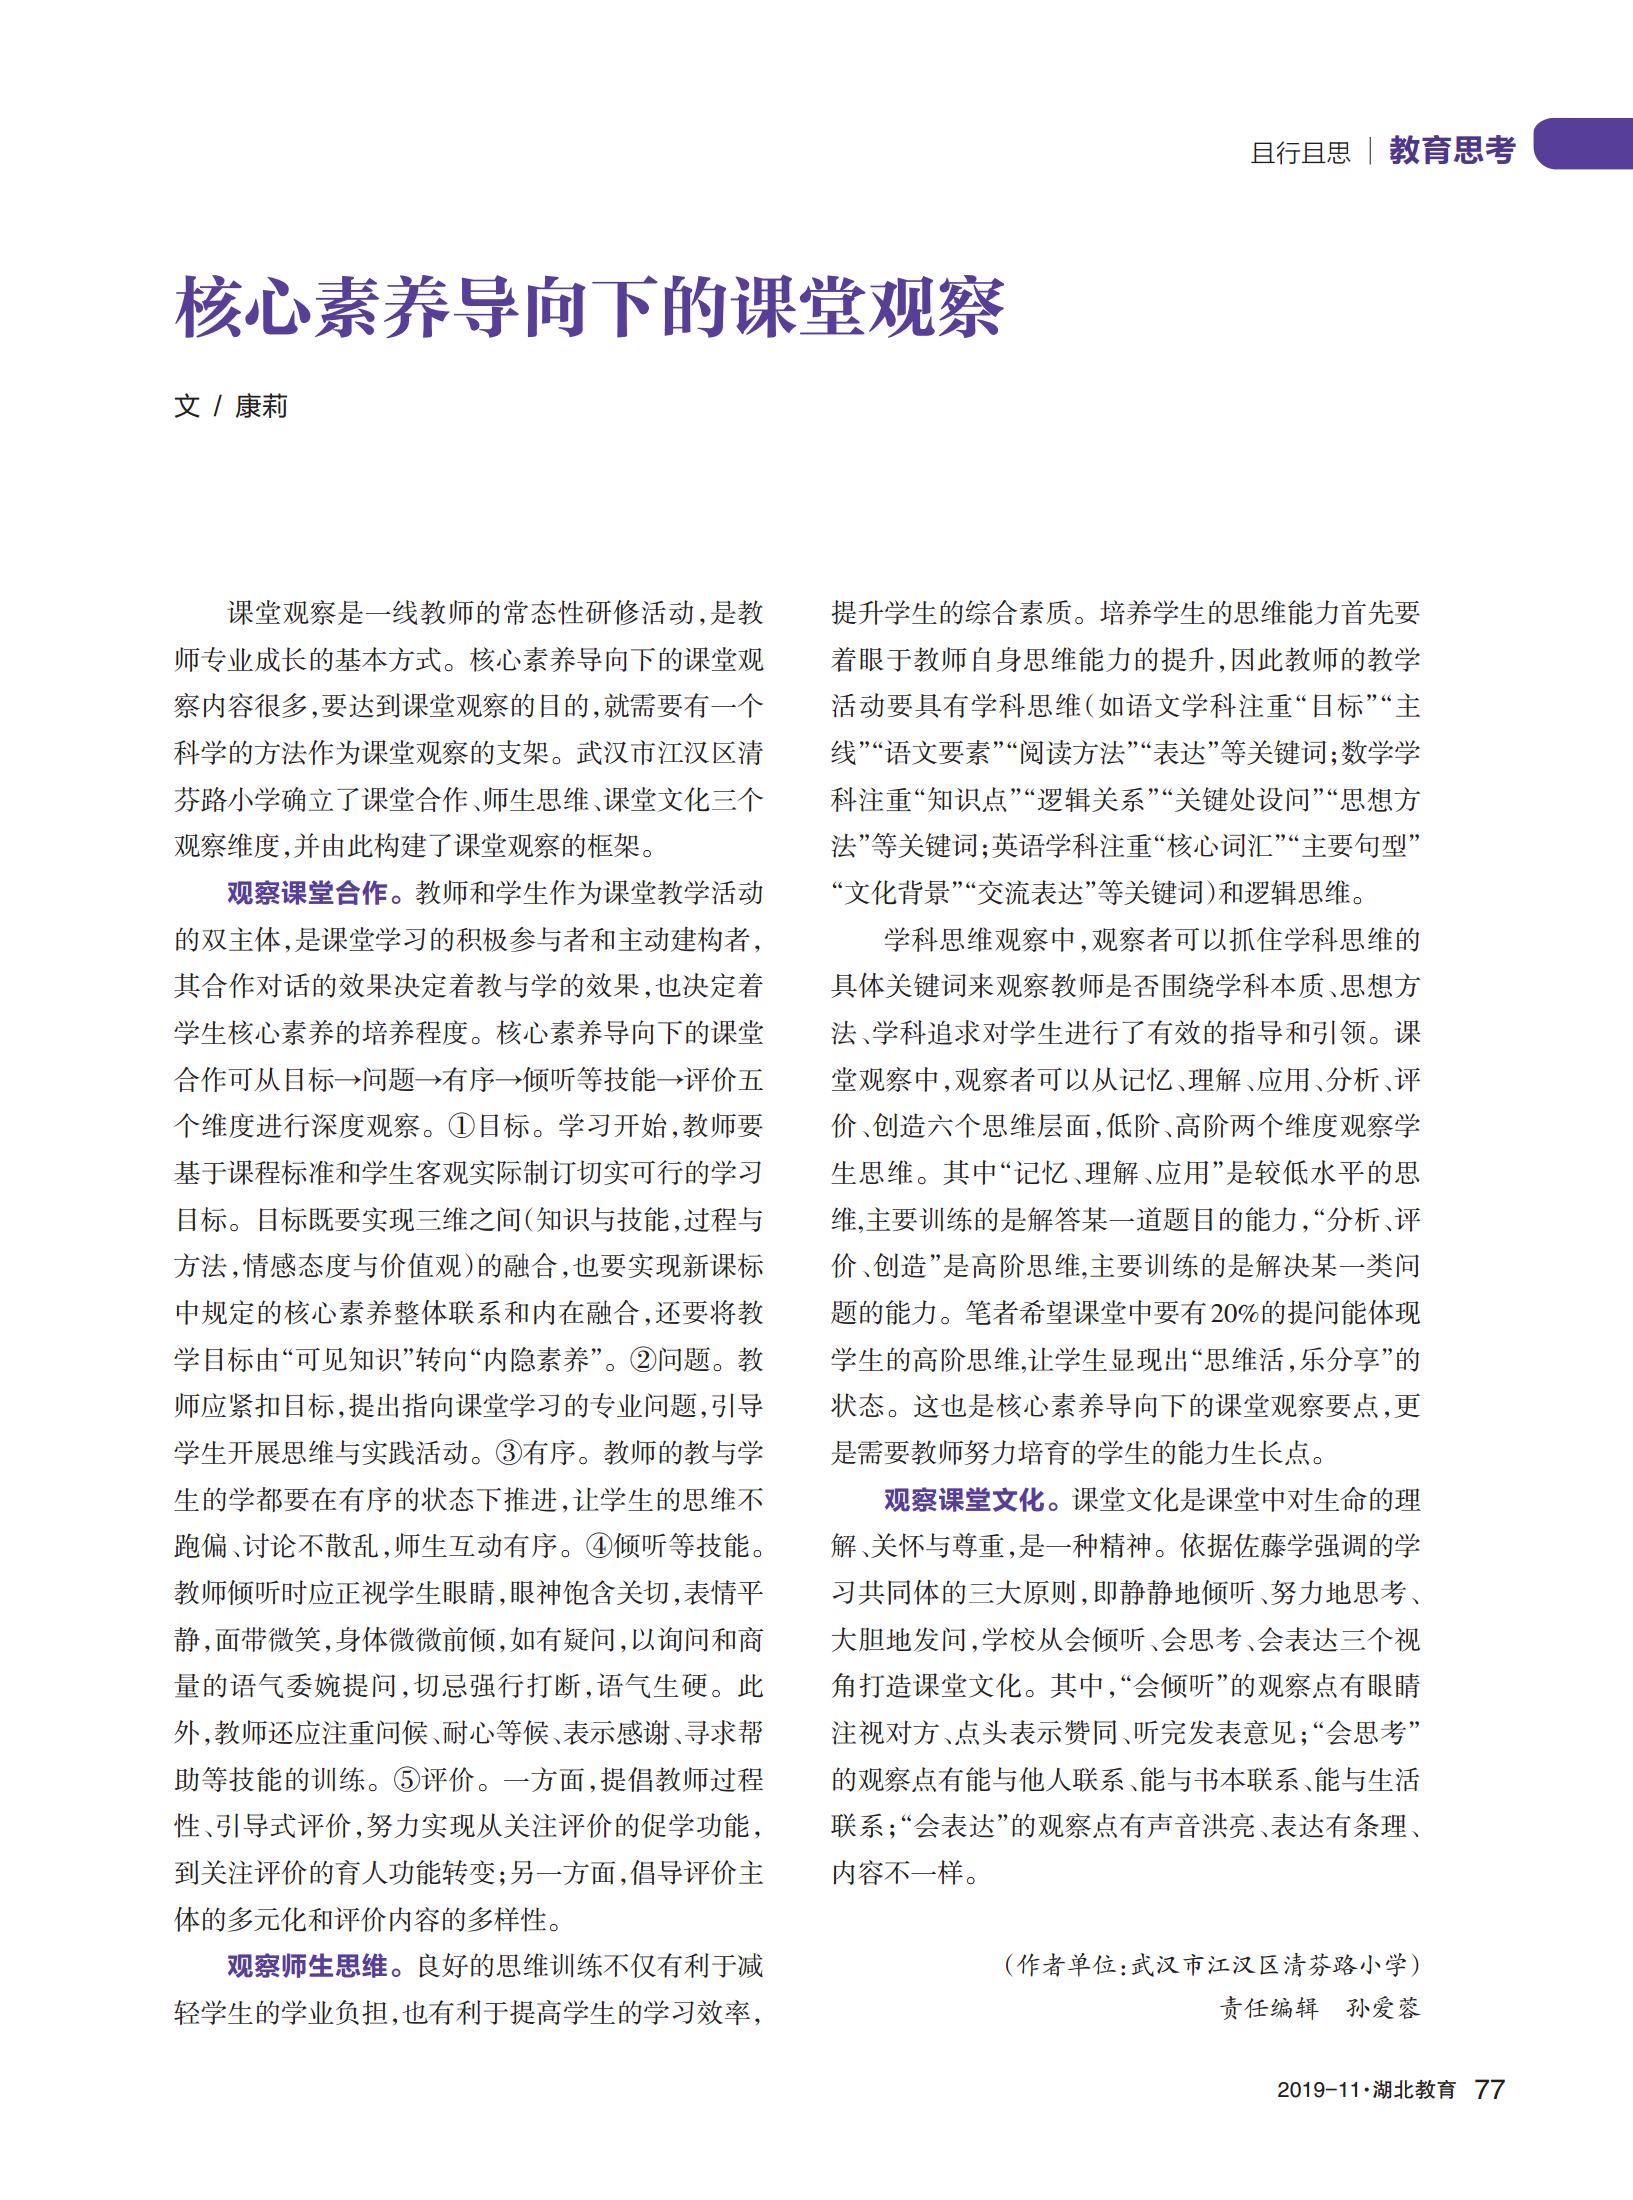 且行且思｜教育思考
核心素养导向下的课堂观察
文 / 康莉
课堂观察是一线教师的常态性研修活动,是教
师专业成长的基本方式。核心素养导向下的课堂观
察内容很多,要达到课堂观察的目的,就需要有一个
科学的方法作为课堂观察的支架。武汉市江汉区清
芬路小学确立了课堂合作、师生思维、课堂文化三个
观察维度,并由此构建了课堂观察的框架。
观察课堂合作。教师和学生作为课堂教学活动
的双主体,是课堂学习的积极参与者和主动建构者,
其合作对话的效果决定着教与学的效果,也决定着
学生核心素养的培养程度。核心素养导向下的课堂
合作可从目标→问题→有序→倾听等技能→评价五
个维度进行深度观察。①目标。学习开始,教师要
基于课程标准和学生客观实际制订切实可行的学习
目标。目标既要实现三维之间(知识与技能,过程与
方法,情感态度与价值观)的融合,也要实现新课标
中规定的核心素养整体联系和内在融合,还要将教
学目标由“可见知识”转向“内隐素养”。②问题。教
师应紧扣目标,提出指向课堂学习的专业问题,引导
学生开展思维与实践活动。③有序。教师的教与学
生的学都要在有序的状态下推进,让学生的思维不
跑偏、讨论不散乱,师生互动有序。④倾听等技能。
教师倾听时应正视学生眼睛,眼神饱含关切,表情平
静,面带微笑,身体微微前倾,如有疑问,以询问和商
量的语气委婉提问,切忌强行打断,语气生硬。此
外,教师还应注重问候、耐心等候、表示感谢、寻求帮
助等技能的训练。⑤评价。一方面,提倡教师过程
性、引导式评价,努力实现从关注评价的促学功能,
到关注评价的育人功能转变;另一方面,倡导评价主
体的多元化和评价内容的多样性。
观察师生思维。良好的思维训练不仅有利于减
轻学生的学业负担,也有利于提高学生的学习效率,
提升学生的综合素质。培养学生的思维能力首先要
着眼于教师自身思维能力的提升,因此教师的教学
活动要具有学科思维(如语文学科注重“目标”“主
线”“语文要素”“阅读方法”“表达”等关键词;数学学
科注重“知识点”“逻辑关系”“关键处设问”“思想方
法”等关键词;英语学科注重“核心词汇”“主要句型”
“文化背景”“交流表达”等关键词)和逻辑思维。
学科思维观察中,观察者可以抓住学科思维的
具体关键词来观察教师是否围绕学科本质、思想方
法、学科追求对学生进行了有效的指导和引领。课
堂观察中,观察者可以从记忆、理解、应用、分析、评
价、创造六个思维层面,低阶、高阶两个维度观察学
生思维。其中“记忆、理解、应用”是较低水平的思
维,主要训练的是解答某一道题目的能力,“分析、评
价、创造”是高阶思维,主要训练的是解决某一类问
题的能力。笔者希望课堂中要有20%的提问能体现
学生的高阶思维,让学生显现出“思维活,乐分享”的
状态。这也是核心素养导向下的课堂观察要点,更
是需要教师努力培育的学生的能力生长点。
观察课堂文化。课堂文化是课堂中对生命的理
解、关怀与尊重,是一种精神。依据佐藤学强调的学
习共同体的三大原则,即静静地倾听、努力地思考、
大胆地发问,学校从会倾听、会思考、会表达三个视
角打造课堂文化。其中,“会倾听”的观察点有眼睛
注视对方、点头表示赞同、听完发表意见;“会思考”
的观察点有能与他人联系、能与书本联系、能与生活
联系;“会表达”的观察点有声音洪亮、表达有条理、
内容不一样。
(作者单位:武汉市江汉区清芬路小学)
责任编辑　孙爱蓉
2019-11·湖北教育 77